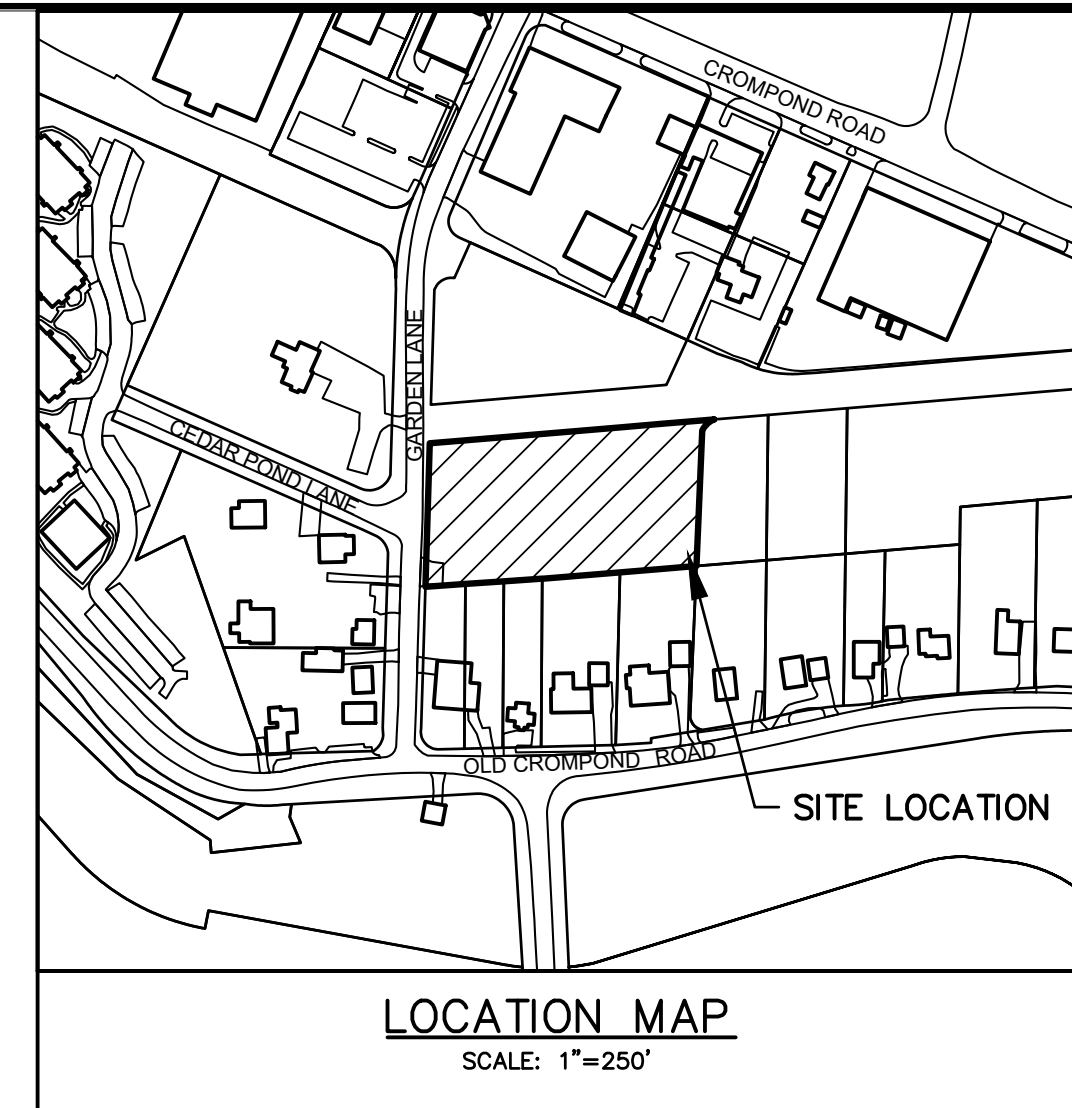 CROMPOND ROAD
GARDEN LANE
CEDAR POND LANE
OLD CROMPOND ROAD
SITE LOCATION
LOCATION MAP
SCALE: 1"=250'